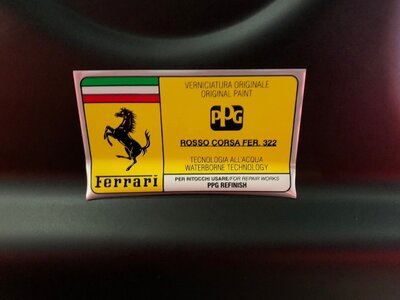 VERNICIATURA ORIGINALE
ORIGINAL PAINT
PPG
ROSSO CORSA FER. 322
TECNOLOGIA ALL'ACQUA
WATERBORNE TECHNOLOGY
Ferrari
PER RITOCCHI USARE/FOR REPAIR WORKS
PPG REFINISH